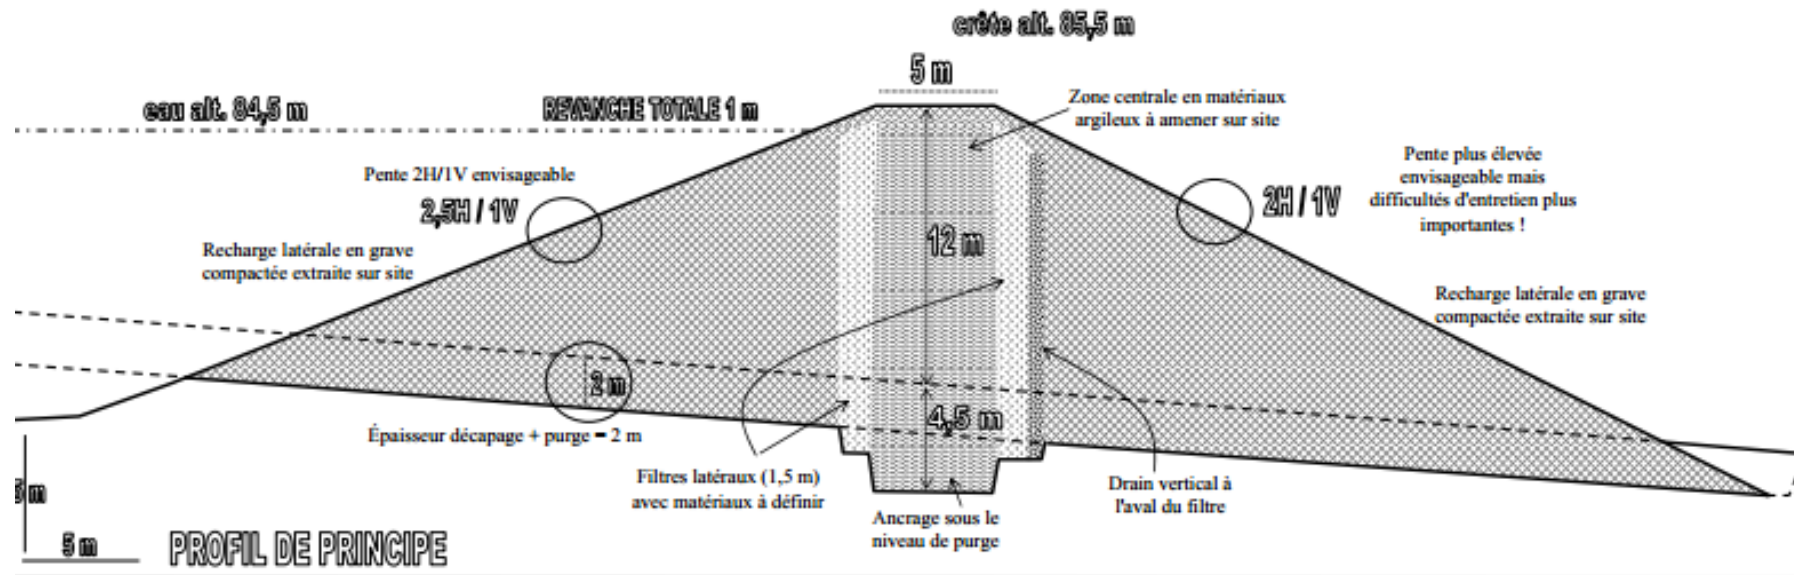 crête alt. 85,5 m
5 m
eau alt. 84,5 m
REVANCHE TOTALE 1 m
Zone centrale en matériaux
argileux à amener sur site
Pente 2H/1V envisageable
2,5H / 1V
Pente plus élevée
envisageable mais
difficultés d'entretien plus
importantes !
2H / 1V
Recharge latérale en grave
compactée extraite sur site
12 m
Recharge latérale en grave
compactée extraite sur site
2 m
4,5 m
Épaisseur décapage + purge = 2 m
Filtres latéraux (1,5 m)
avec matériaux à définir
Drain vertical à
l'aval du filtre
Ancrage sous le
niveau de purge
5 m
5 m
PROFIL DE PRINCIPE